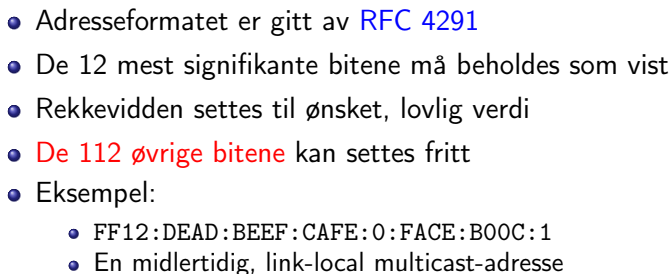 Adresseformatet er gitt av RFC 4291
De 12 mest signifikante bitene må beholdes som vist
Rekkevidden settes til ønsket, lovlig verdi
De 112 øvrige bitene kan settes fritt
Eksempel:
FF12:DEAD:BEEF:CAFE:0:FACE:B00C:1
En midlertidig, link-local multicast-adresse